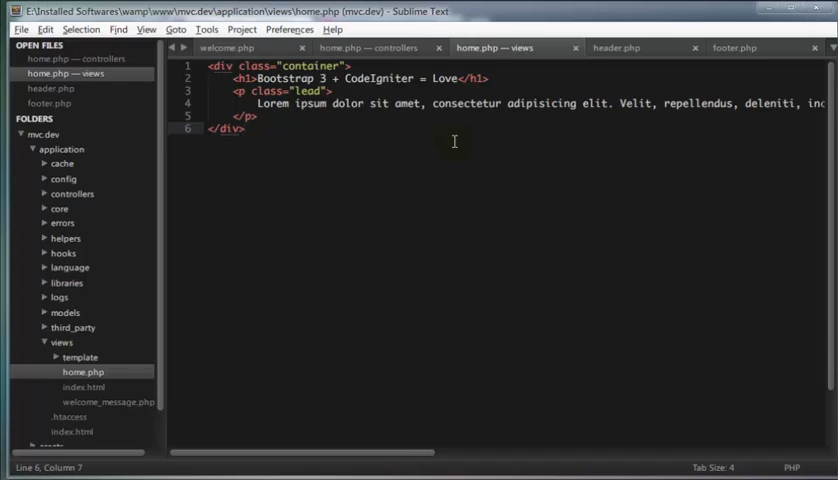 E:\Installed Softwares\wamp\www\mvc.dev\application\views\home.php (mvc.dev) - Sublime Text
File Edit Selection Find View Goto Tools Project Preferences Help
OPEN FILES
home.php — controllers
home.php — views
header.php
footer.php
FOLDERS
mvc.dev
application
cache
config
controllers
core
errors
helpers
hooks
language
libraries
logs
models
third_party
views
template
home.php
index.html
welcome_message.php
.htaccess
index.html
welcome.php home.php — controllers home.php — views header.php footer.php
1 <div class="container">
2 <h1>Bootstrap 3 + CodeIgniter = Love</h1>
3 <p class="lead">
4 Lorem ipsum dolor sit amet, consectetur adipisicing elit. Velit, repellendus, deleniti, inc
5 </p>
6 </div>
Line 6, Column 7 Tab Size: 4 PHP